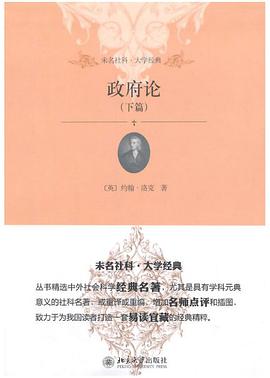 未名社科·大学经典
政府论
（下篇）
〔英〕约翰·洛克 著
未名社科·大学经典
丛书精选中外社会科学经典名著，尤其是具有学科元典
意义的社科名著，或重译或重编，增加名师点评和插图，
致力于为我国读者打造一套易读宜藏的经典精粹。
北京大学出版社